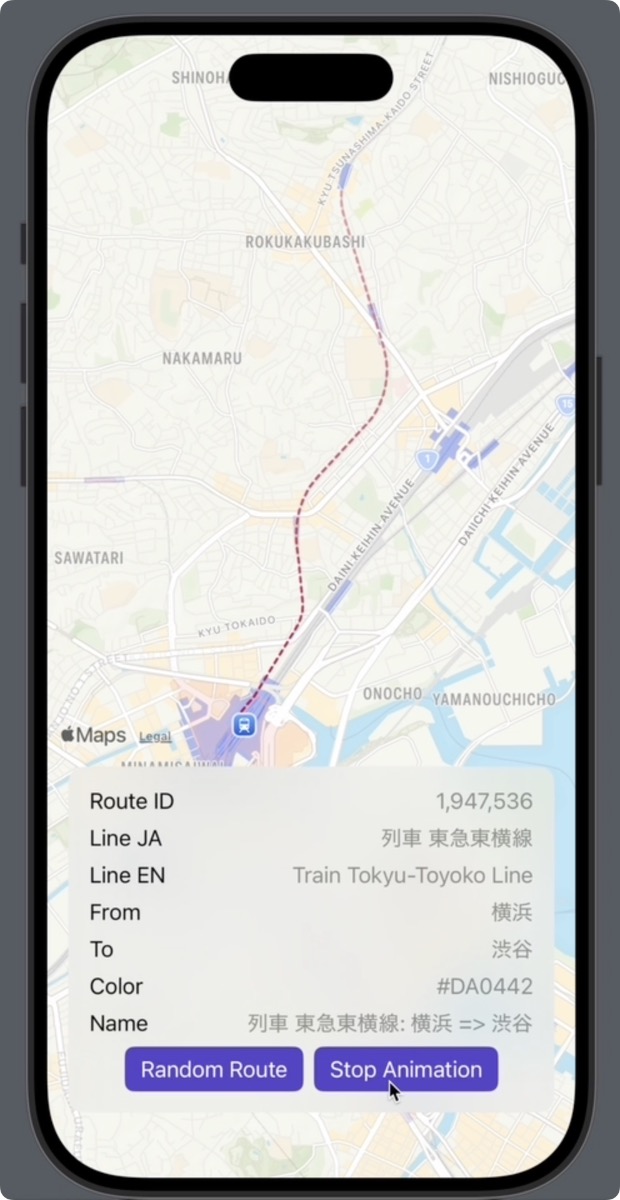 SHINOHA
NISHIOGUC
KYU TSUNASHIMA-KAIDO STREET
ROKUKAKUBASHI
NAKAMARU
15
1
DAINI KEIHIN AVENUE
DAIICHI KEIHIN AVENUE
SAWATARI
KYU TOKAIDO
ONOCHO
YAMANOUCHICHO
Maps Legal
Route ID 1,947,536
Line JA 列車 東急東横線
Line EN Train Tokyu-Toyoko Line
From 横浜
To 渋谷
Color #DA0442
Name 列車 東急東横線: 横浜 => 渋谷
Random Route Stop Animation